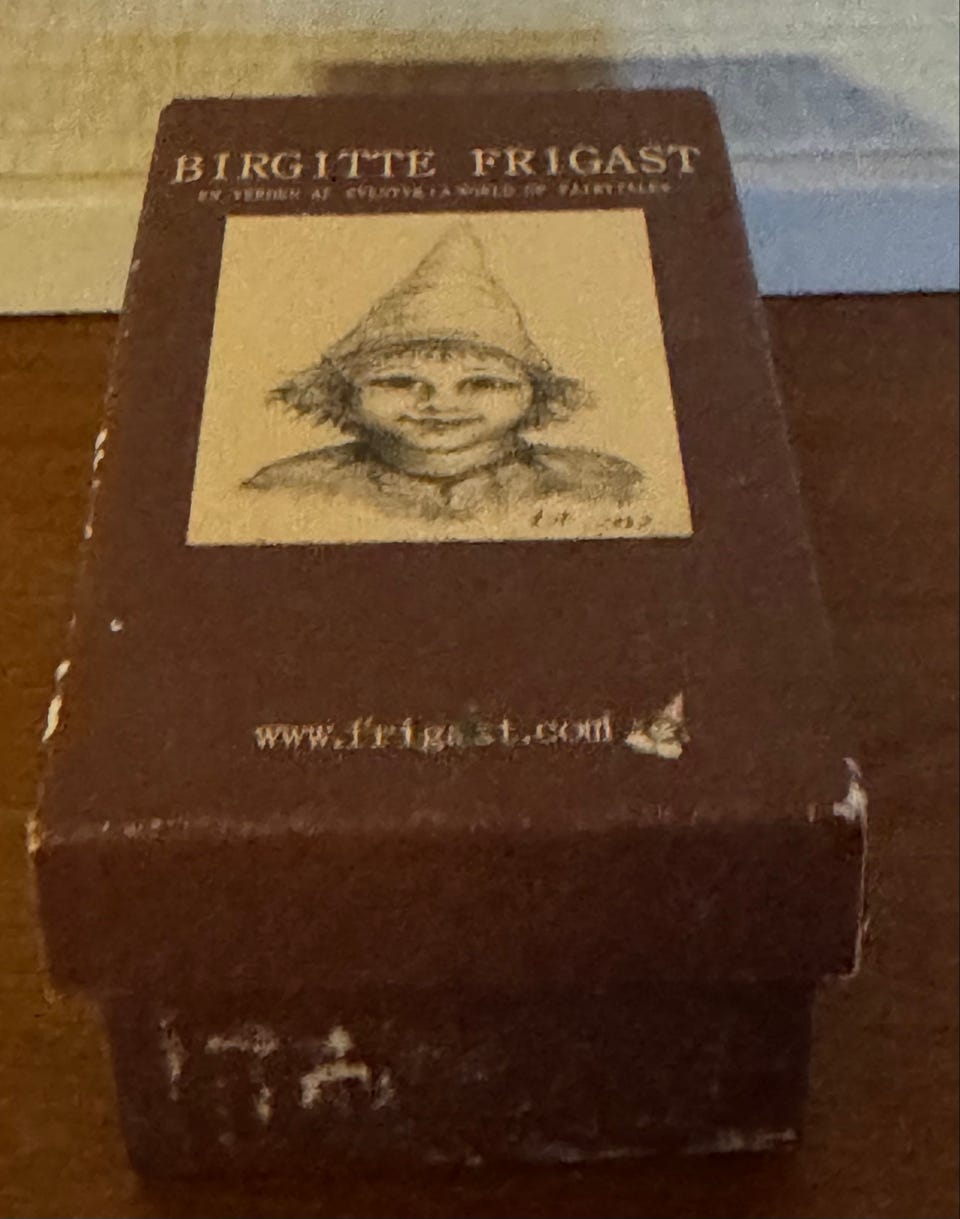 BIRGITTE FRIGAST
EN VERDEN AF EVENTYR : A WORLD OF FAIRYTALES
www.frigast.com